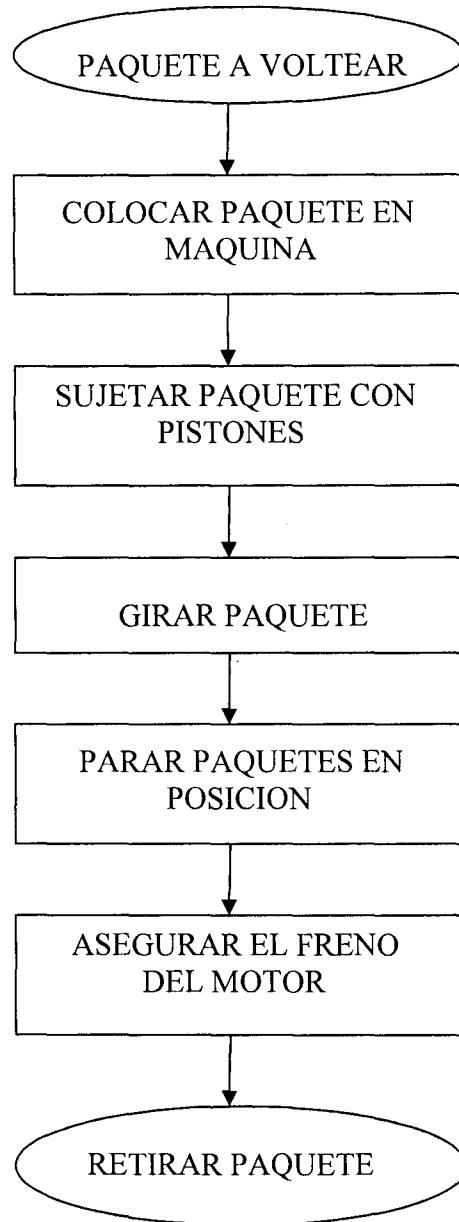 PAQUETE A VOLTEAR
COLOCAR PAQUETE EN
MAQUINA
SUJETAR PAQUETE CON
PISTONES
GIRAR PAQUETE
PARAR PAQUETES EN
POSICION
ASEGURAR EL FRENO
DEL MOTOR
RETIRAR PAQUETE